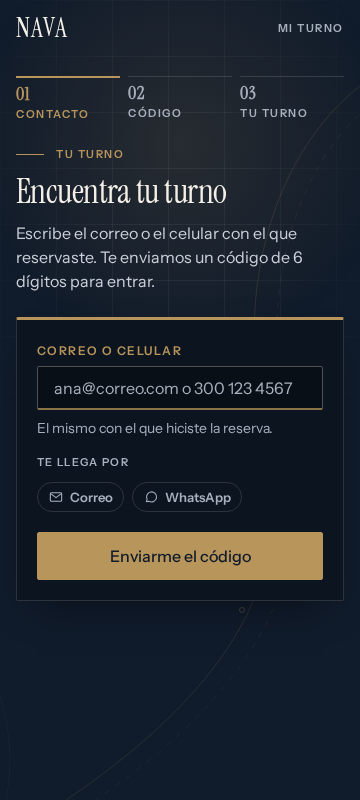 NAVA
MI TURNO
01
CONTACTO
02
CÓDIGO
03
TU TURNO
TU TURNO
Encuentra tu turno
Escribe el correo o el celular con el que
reservaste. Te enviamos un código de 6
dígitos para entrar.
CORREO O CELULAR
ana@correo.com o 300 123 4567
El mismo con el que hiciste la reserva.
TE LLEGA POR
Correo
WhatsApp
Enviarme el código